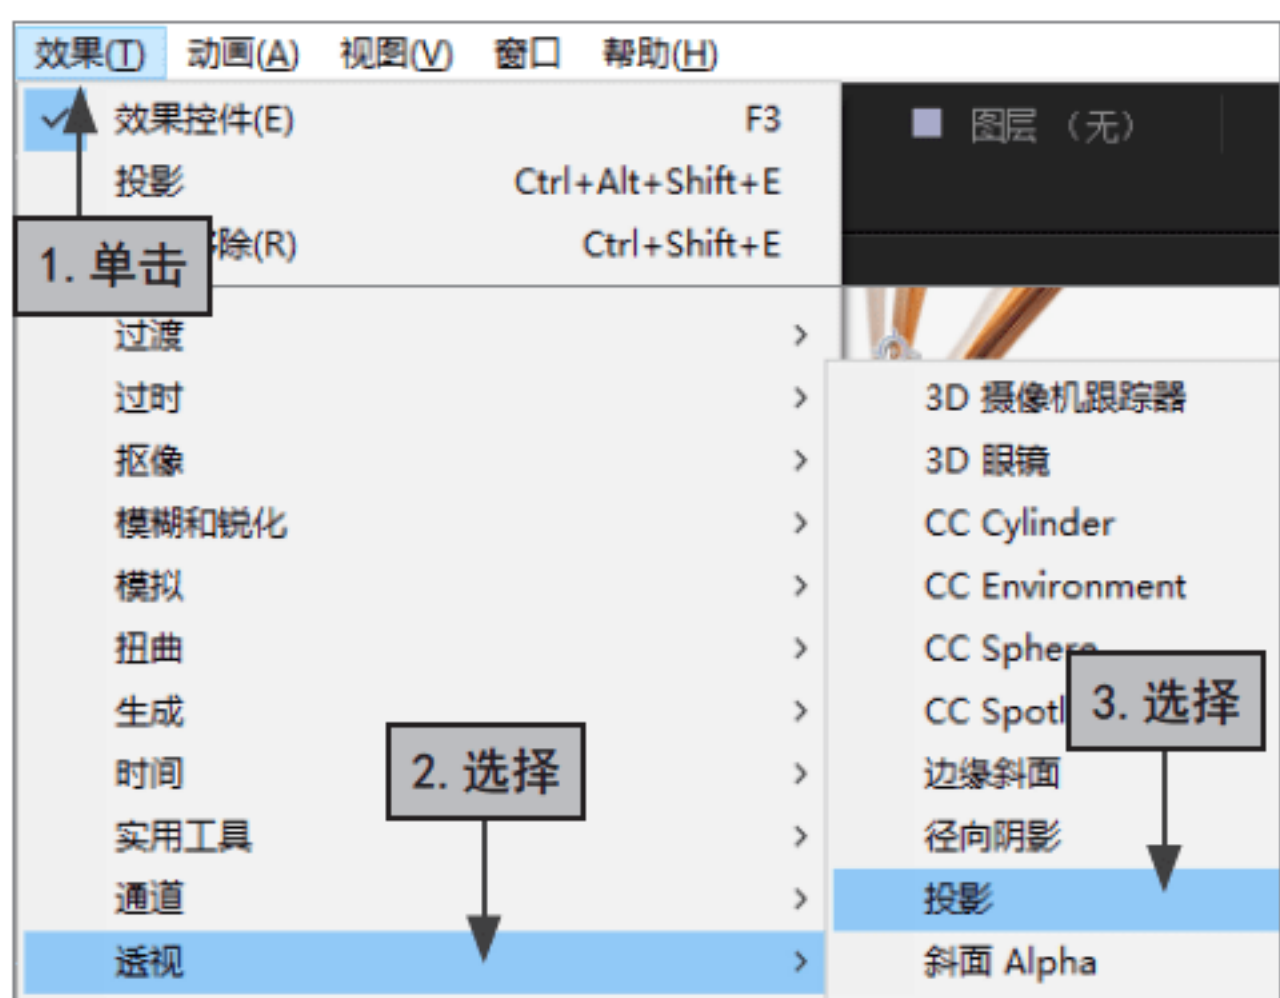 效果(T) 动画(A) 视图(V) 窗口 帮助(H)
效果控件(E) F3
图层 （无）
投影 Ctrl+Alt+Shift+E
1. 单击
除(R) Ctrl+Shift+E
过渡
过时
抠像
模糊和锐化
模拟
扭曲
生成
时间
实用工具
通道
透视
2. 选择
3D 摄像机跟踪器
3D 眼镜
CC Cylinder
CC Environment
CC Sphere
CC Spotl
3. 选择
边缘斜面
径向阴影
投影
斜面 Alpha